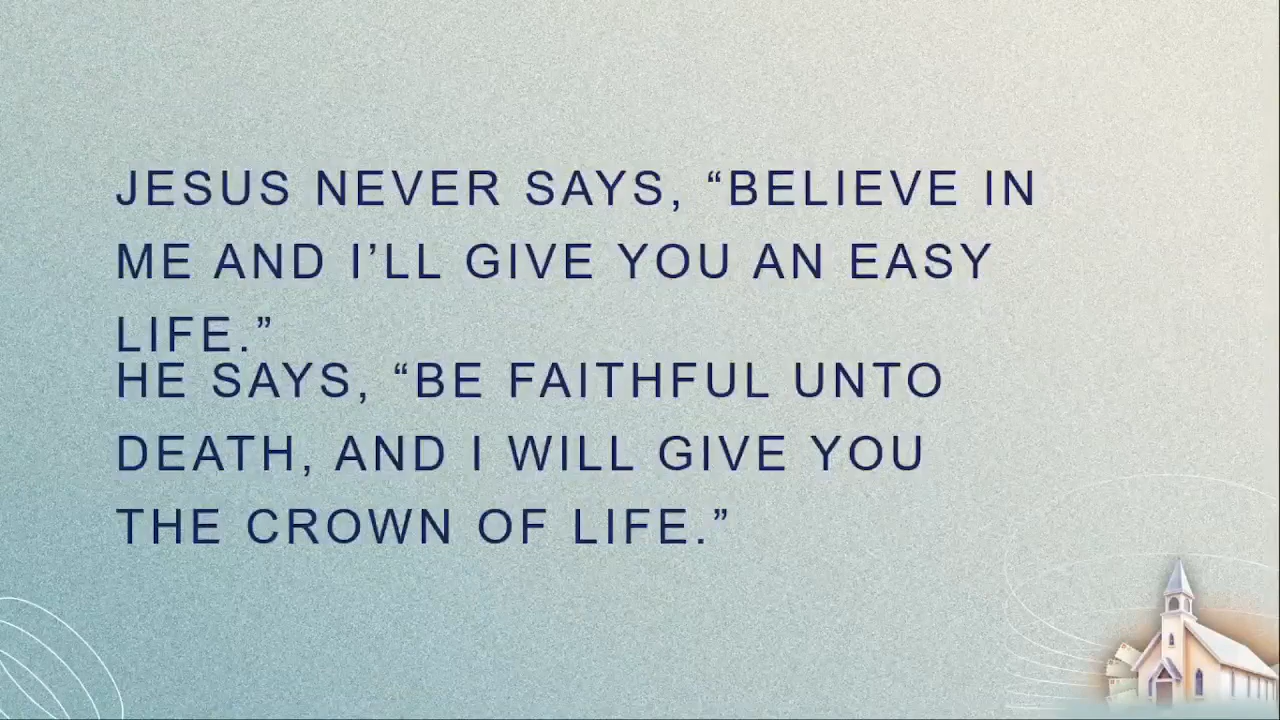 JESUS NEVER SAYS, “BELIEVE IN
ME AND I’LL GIVE YOU AN EASY
LIFE.”
HE SAYS, “BE FAITHFUL UNTO
DEATH, AND I WILL GIVE YOU
THE CROWN OF LIFE.”